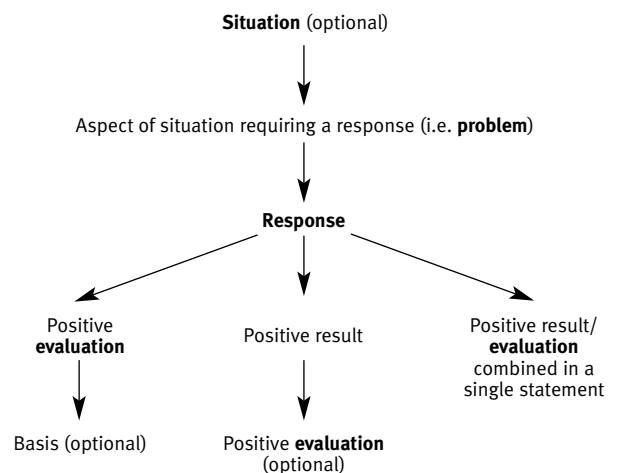 Situation (optional)
Aspect of situation requiring a response (i.e. problem)
Response
Positive
evaluation
Positive result
Positive result/
evaluation
combined in a
single statement
Basis (optional)
Positive evaluation
(optional)